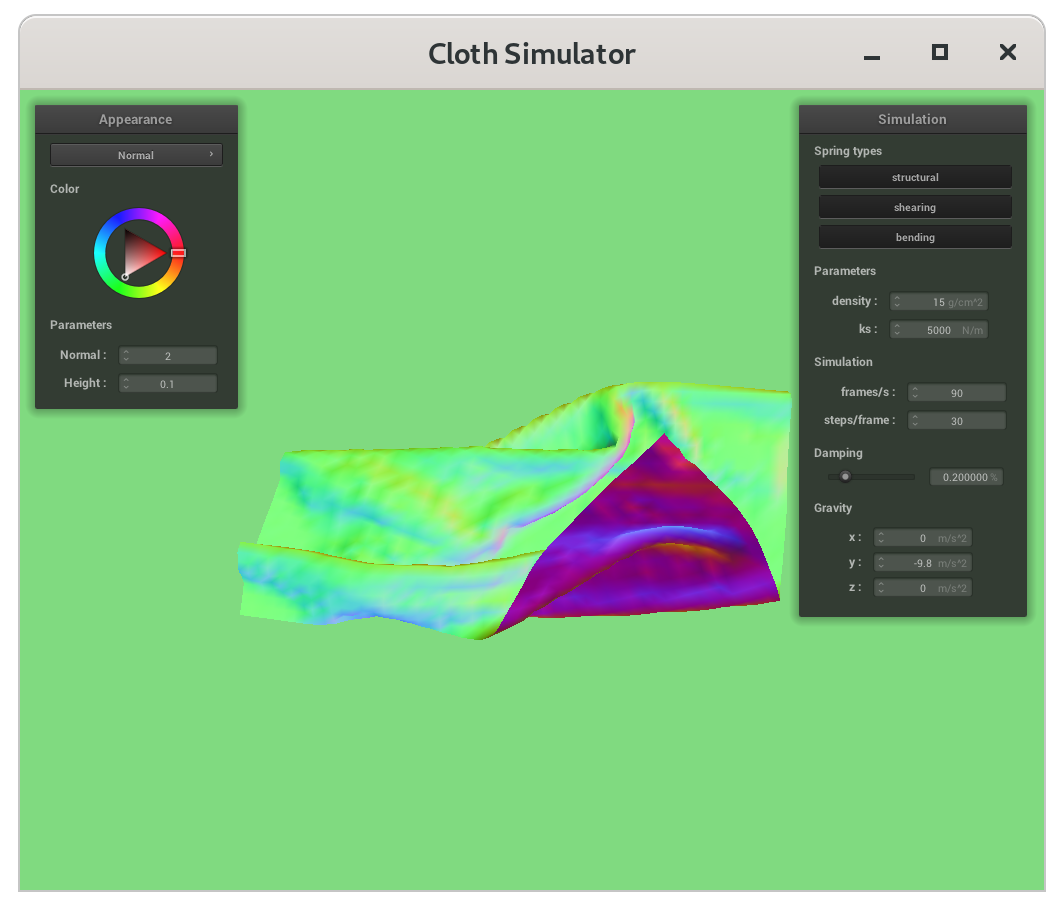 Cloth Simulator
Appearance
Normal
Color
Parameters
Normal : 2
Height : 0.1
Simulation
Spring types
structural
shearing
bending
Parameters
density : 15 g/cm^2
ks : 5000 N/m
Simulation
frames/s : 90
steps/frame : 30
Damping
0.200000 %
Gravity
x : 0 m/s^2
y : -9.8 m/s^2
z : 0 m/s^2